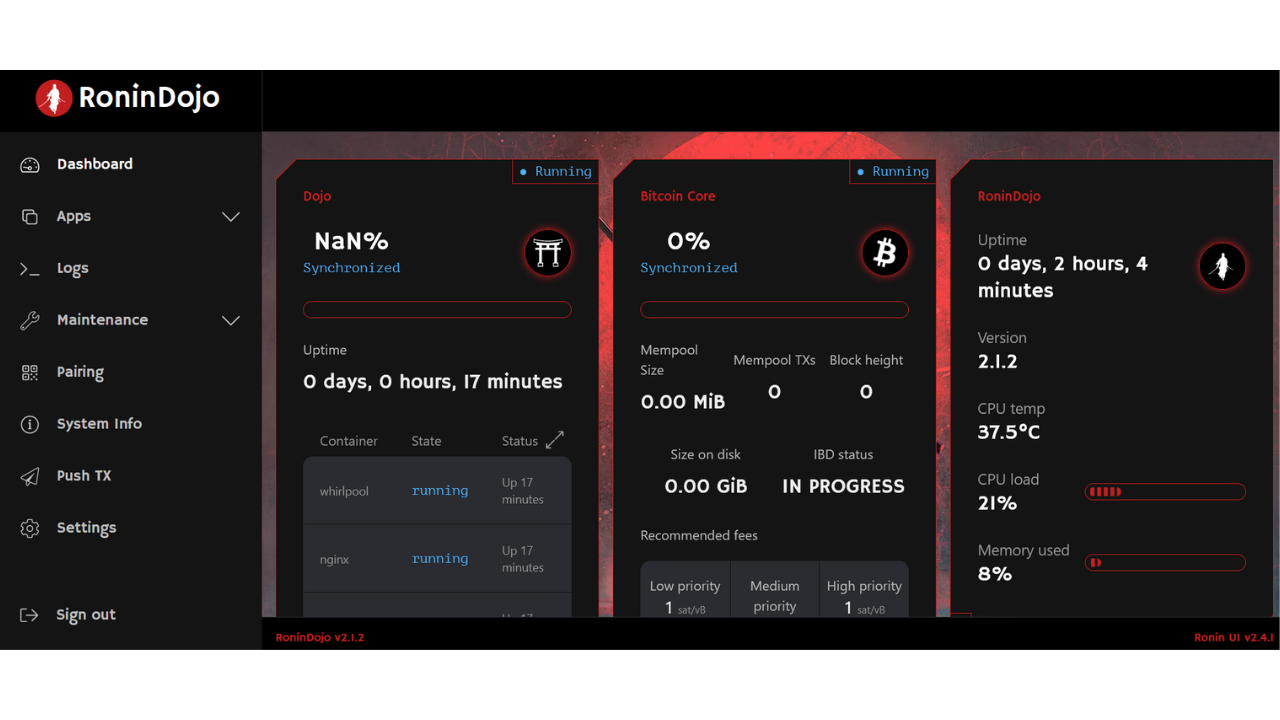 RoninDojo
Dashboard
Apps
Logs
Maintenance
Pairing
System Info
Push TX
Settings
Sign out
Running
Dojo
NaN%
Synchronized
Uptime
0 days, 0 hours, 17 minutes
Container State Status
whirlpool running Up 17
minutes
nginx running Up 17
minutes
Running
Bitcoin Core
0%
Synchronized
Mempool
Size
Mempool TXs
Block height
0.00 MiB
0
0
Size on disk
IBD status
0.00 GiB
IN PROGRESS
Recommended fees
Low priority
1 sat/vB
Medium
priority
High priority
1 sat/vB
RoninDojo
Uptime
0 days, 2 hours, 4
minutes
Version
2.1.2
CPU temp
37.5°C
CPU load
21%
Memory used
8%
RoninDojo v2.1.2
Ronin UI v2.4.1